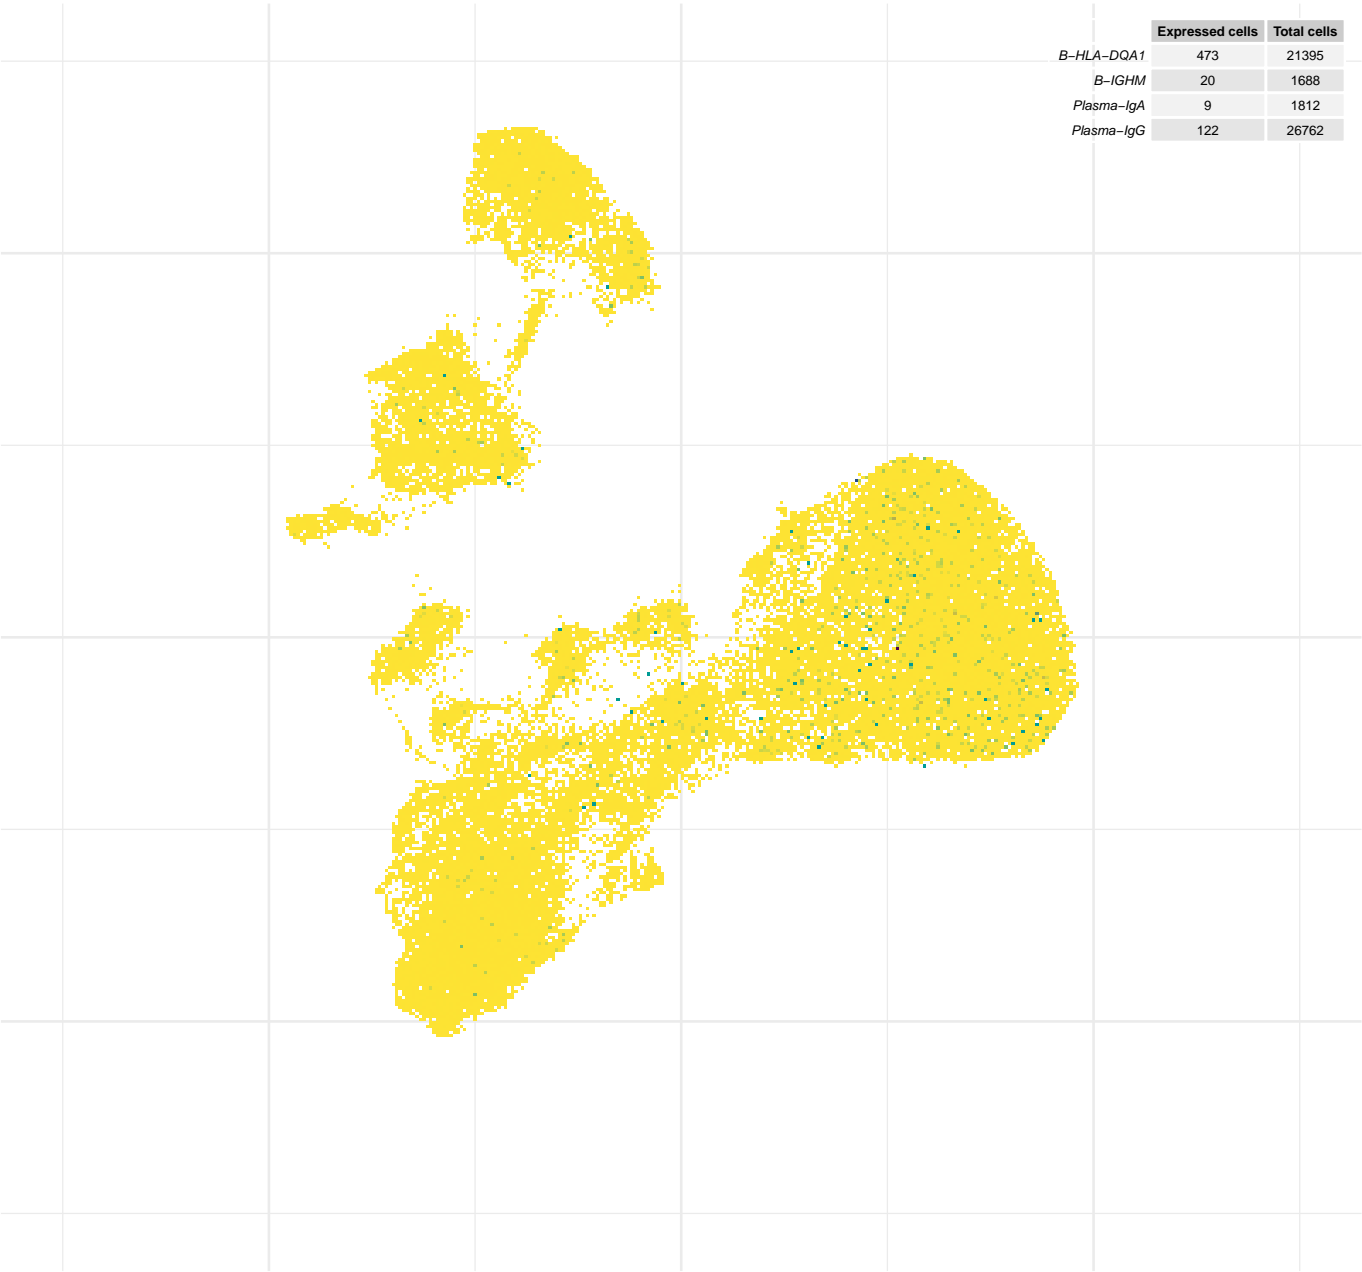 Expressed cells Total cells
B−HLA−DQA1 473 21395
B−IGHM 20 1688
Plasma−IgA 9 1812
Plasma−IgG 122 26762